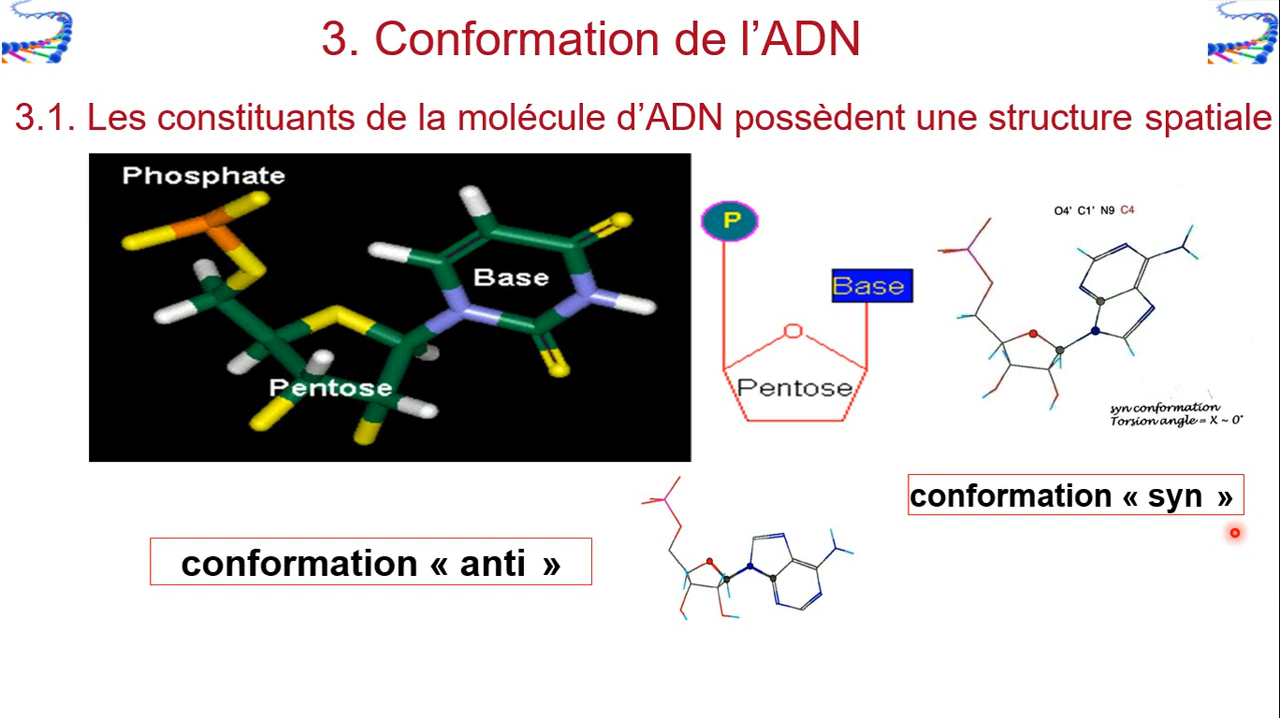 3. Conformation de l’ADN
3.1. Les constituants de la molécule d’ADN possèdent une structure spatiale
Phosphate
Base
Pentose
P
Base
O
Pentose
O4' C1' N9 C4
syn conformation
Torsion angle = X ~ 0°
conformation « syn »
conformation « anti »